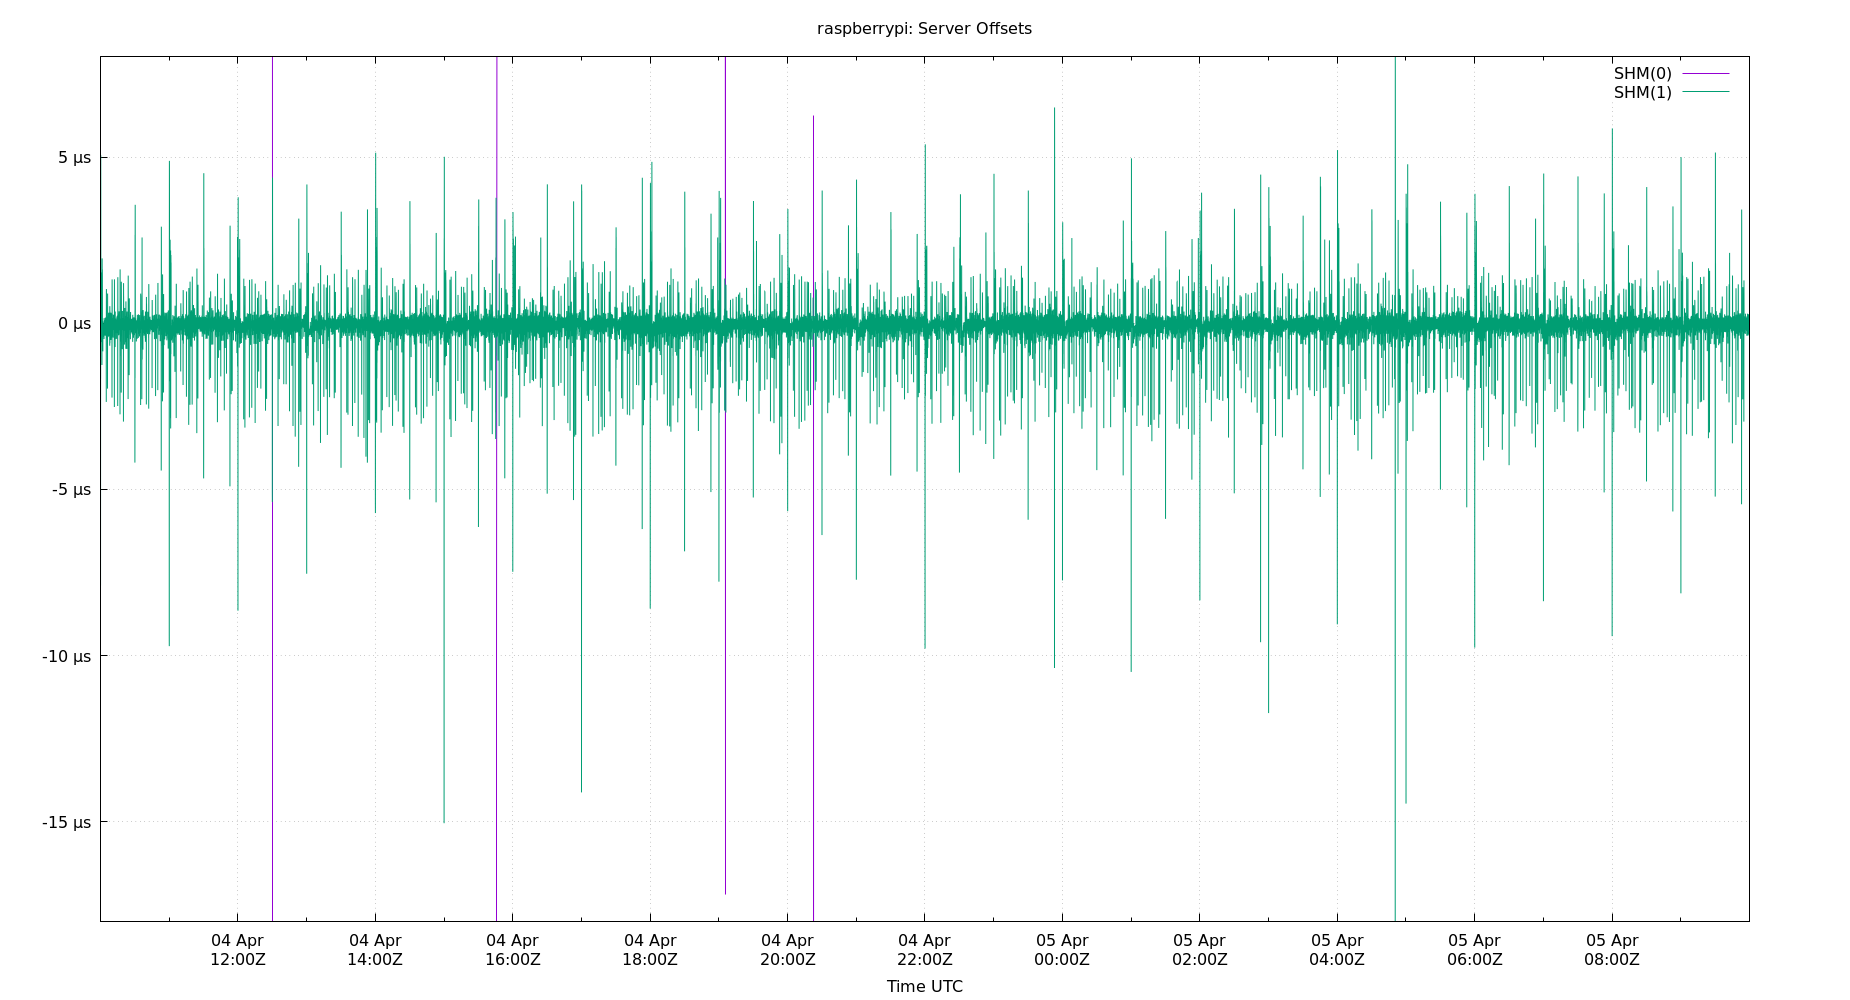 raspberrypi: Server Offsets
SHM(0)
SHM(1)
5 µs
0 µs
-5 µs
-10 µs
-15 µs
04 Apr 04 Apr 04 Apr 04 Apr 04 Apr 04 Apr 05 Apr 05 Apr 05 Apr 05 Apr 05 Apr
12:00Z 14:00Z 16:00Z 18:00Z 20:00Z 22:00Z 00:00Z 02:00Z 04:00Z 06:00Z 08:00Z
Time UTC